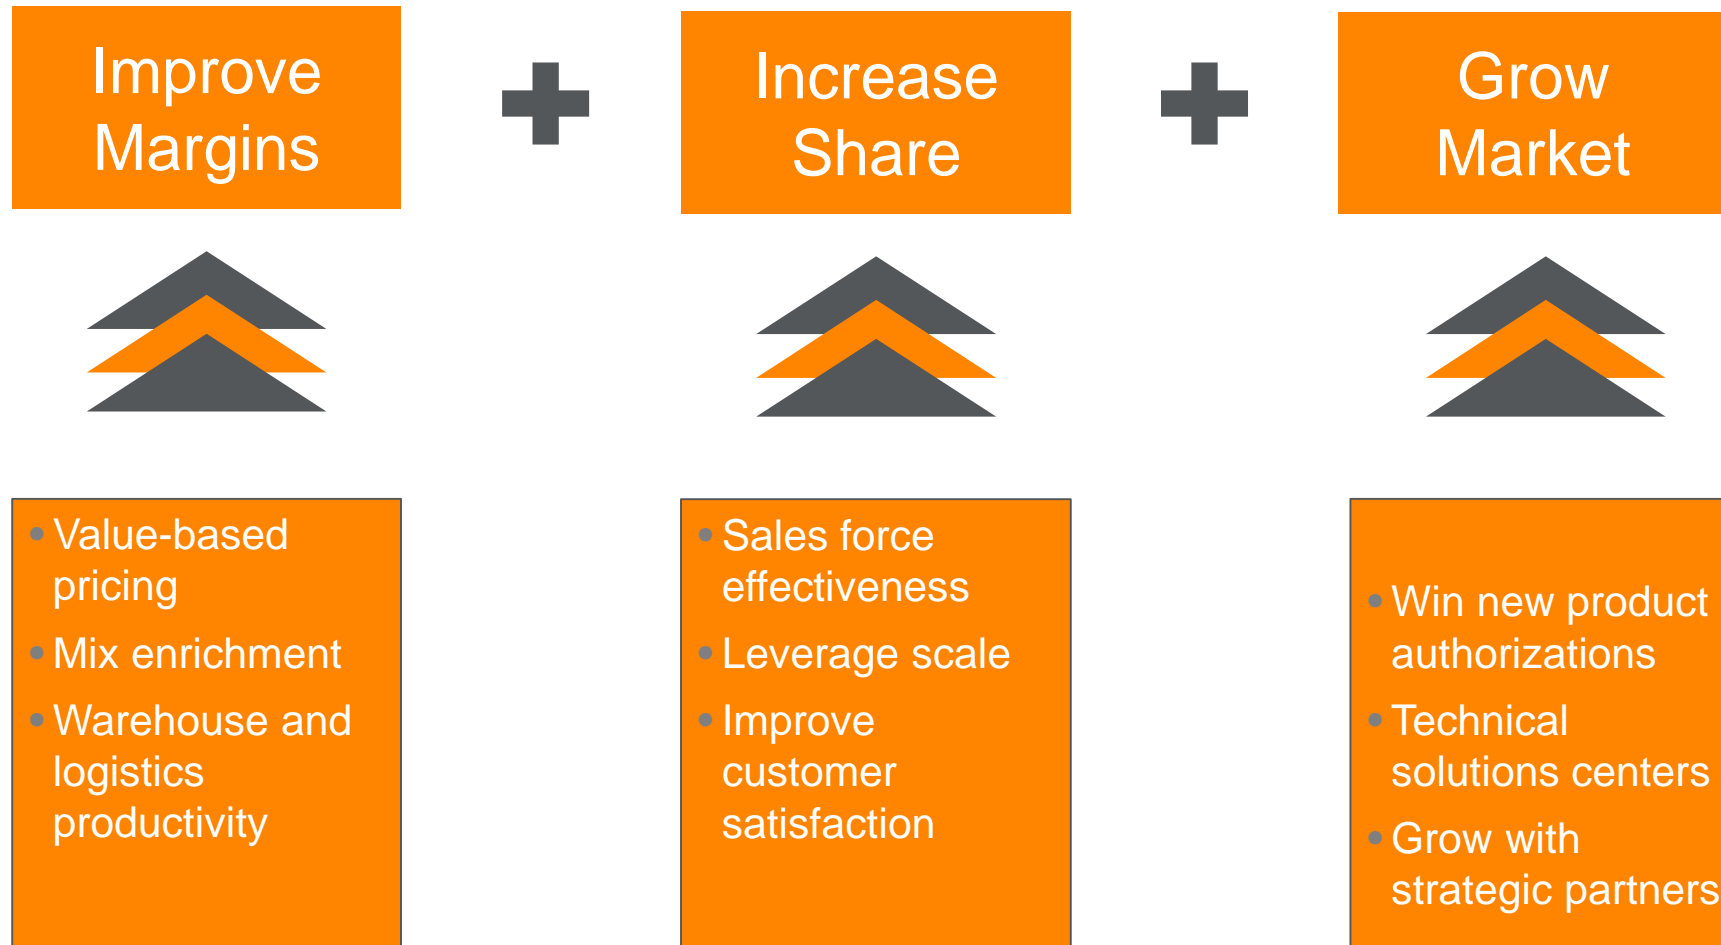 Improve
Margins
Increase
Share
Grow
Market
• Value-based
pricing
• Mix enrichment
• Warehouse and
logistics
productivity
• Sales force
effectiveness
• Leverage scale
• Improve
customer
satisfaction
• Win new product
authorizations
• Technical
solutions centers
• Grow with
strategic partners